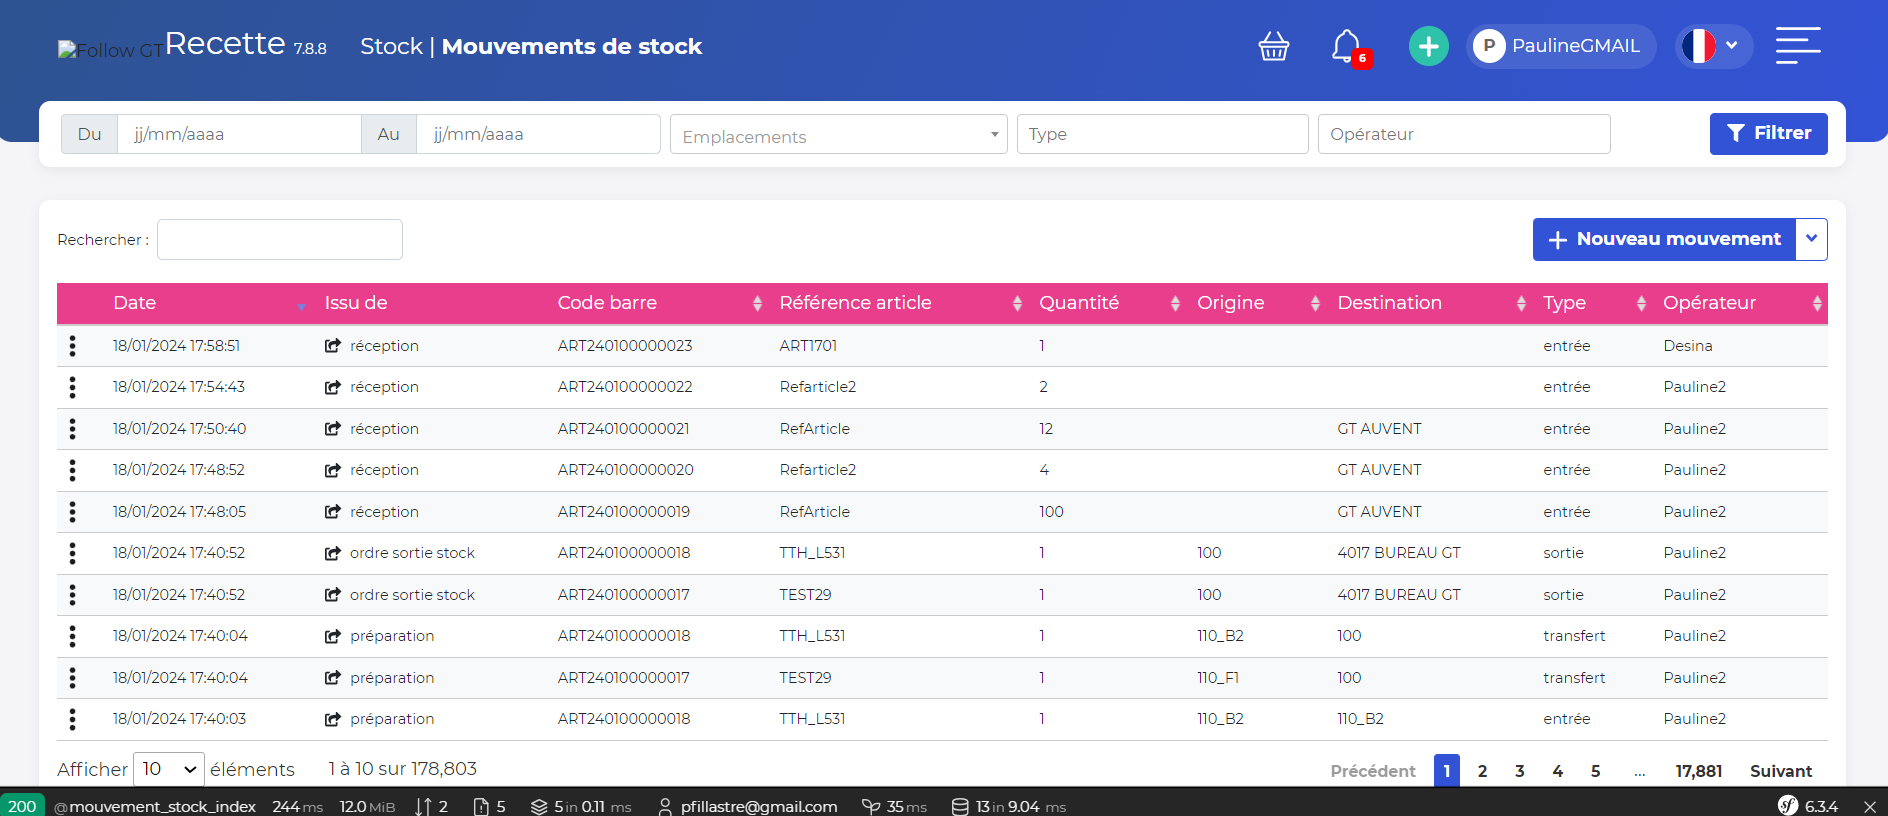 Follow GT Recette 7.8.8 Stock | Mouvements de stock 6 P PaulineGMAIL
Du jj/mm/aaaa Au jj/mm/aaaa Emplacements Type Opérateur Filtrer
Rechercher : Nouveau mouvement
Date Issu de Code barre Référence article Quantité Origine Destination Type Opérateur
18/01/2024 17:58:51 réception ART240100000023 ART1701 1 entrée Desina
18/01/2024 17:54:43 réception ART240100000022 Refarticle2 2 entrée Pauline2
18/01/2024 17:50:40 réception ART240100000021 RefArticle 12 GT AUVENT entrée Pauline2
18/01/2024 17:48:52 réception ART240100000020 Refarticle2 4 GT AUVENT entrée Pauline2
18/01/2024 17:48:05 réception ART240100000019 RefArticle 100 GT AUVENT entrée Pauline2
18/01/2024 17:40:52 ordre sortie stock ART240100000018 TTH_L531 1 100 4017 BUREAU GT sortie Pauline2
18/01/2024 17:40:52 ordre sortie stock ART240100000017 TEST29 1 100 4017 BUREAU GT sortie Pauline2
18/01/2024 17:40:04 préparation ART240100000018 TTH_L531 1 110_B2 100 transfert Pauline2
18/01/2024 17:40:04 préparation ART240100000017 TEST29 1 110_F1 100 transfert Pauline2
18/01/2024 17:40:03 préparation ART240100000018 TTH_L531 1 110_B2 110_B2 entrée Pauline2
Afficher 10 éléments 1 à 10 sur 178,803 Précédent 1 2 3 4 5 ... 17,881 Suivant
200 @mouvement_stock_index 244 ms 12.0 MiB 2 5 5 in 0.11 ms pfillastre@gmail.com 35 ms 13 in 9.04 ms sf 6.3.4